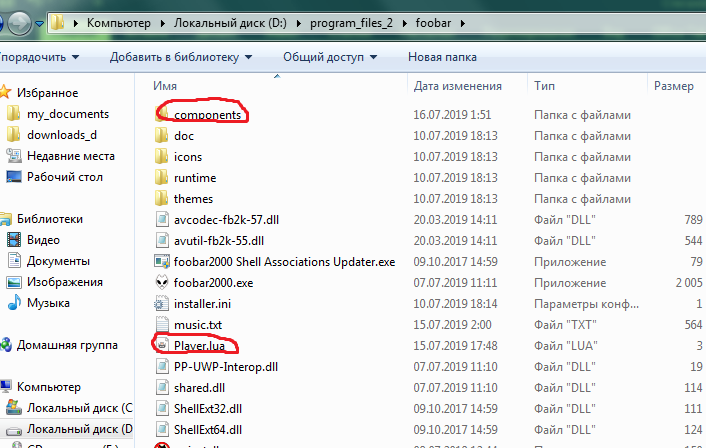 Компьютер Локальный диск (D:) program_files_2 foobar
Упорядочить Добавить в библиотеку Общий доступ Новая папка
Избранное
my_documents
downloads_d
Недавние места
Рабочий стол
Библиотеки
Видео
Документы
Изображения
Музыка
Домашняя группа
Компьютер
Локальный диск (C
Локальный диск (D
Имя Дата изменения Тип Размер
components 16.07.2019 1:51 Папка с файлами
doc 10.07.2019 18:13 Папка с файлами
icons 10.07.2019 18:13 Папка с файлами
runtime 10.07.2019 18:13 Папка с файлами
themes 10.07.2019 18:13 Папка с файлами
avcodec-fb2k-57.dll 20.03.2019 14:11 Файл "DLL" 789
avutil-fb2k-55.dll 20.03.2019 14:11 Файл "DLL" 544
foobar2000 Shell Associations Updater.exe 09.10.2017 14:59 Приложение 79
foobar2000.exe 07.07.2019 11:11 Приложение 2 005
installer.ini 10.07.2019 18:14 Параметры конф... 1
music.txt 15.07.2019 2:00 Файл "TXT" 564
Player.lua 15.07.2019 17:48 Файл "LUA" 3
PP-UWP-Interop.dll 07.07.2019 11:10 Файл "DLL" 19
shared.dll 07.07.2019 11:10 Файл "DLL" 114
ShellExt32.dll 09.10.2017 14:59 Файл "DLL" 111
ShellExt64.dll 09.10.2017 14:59 Файл "DLL" 124